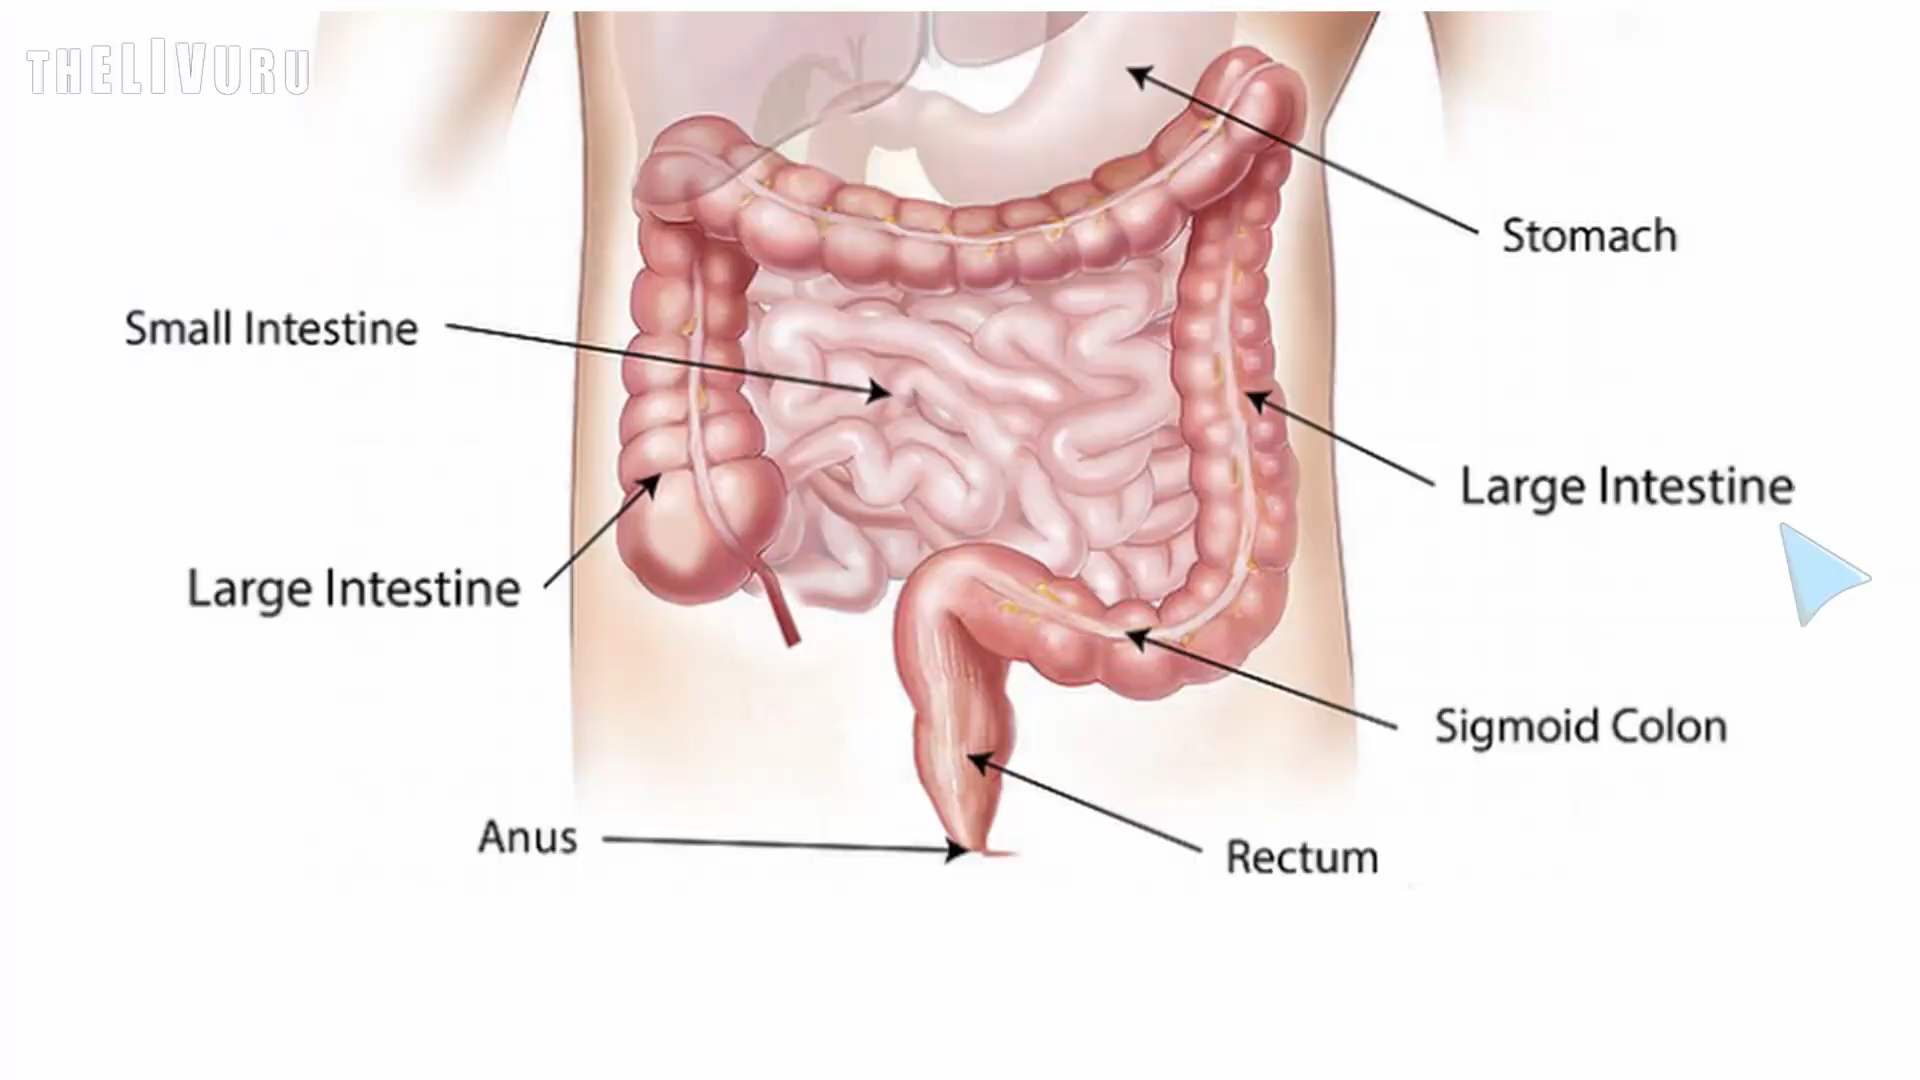 THELIVURU
Stomach
Small Intestine
Large Intestine
Large Intestine
Sigmoid Colon
Anus
Rectum